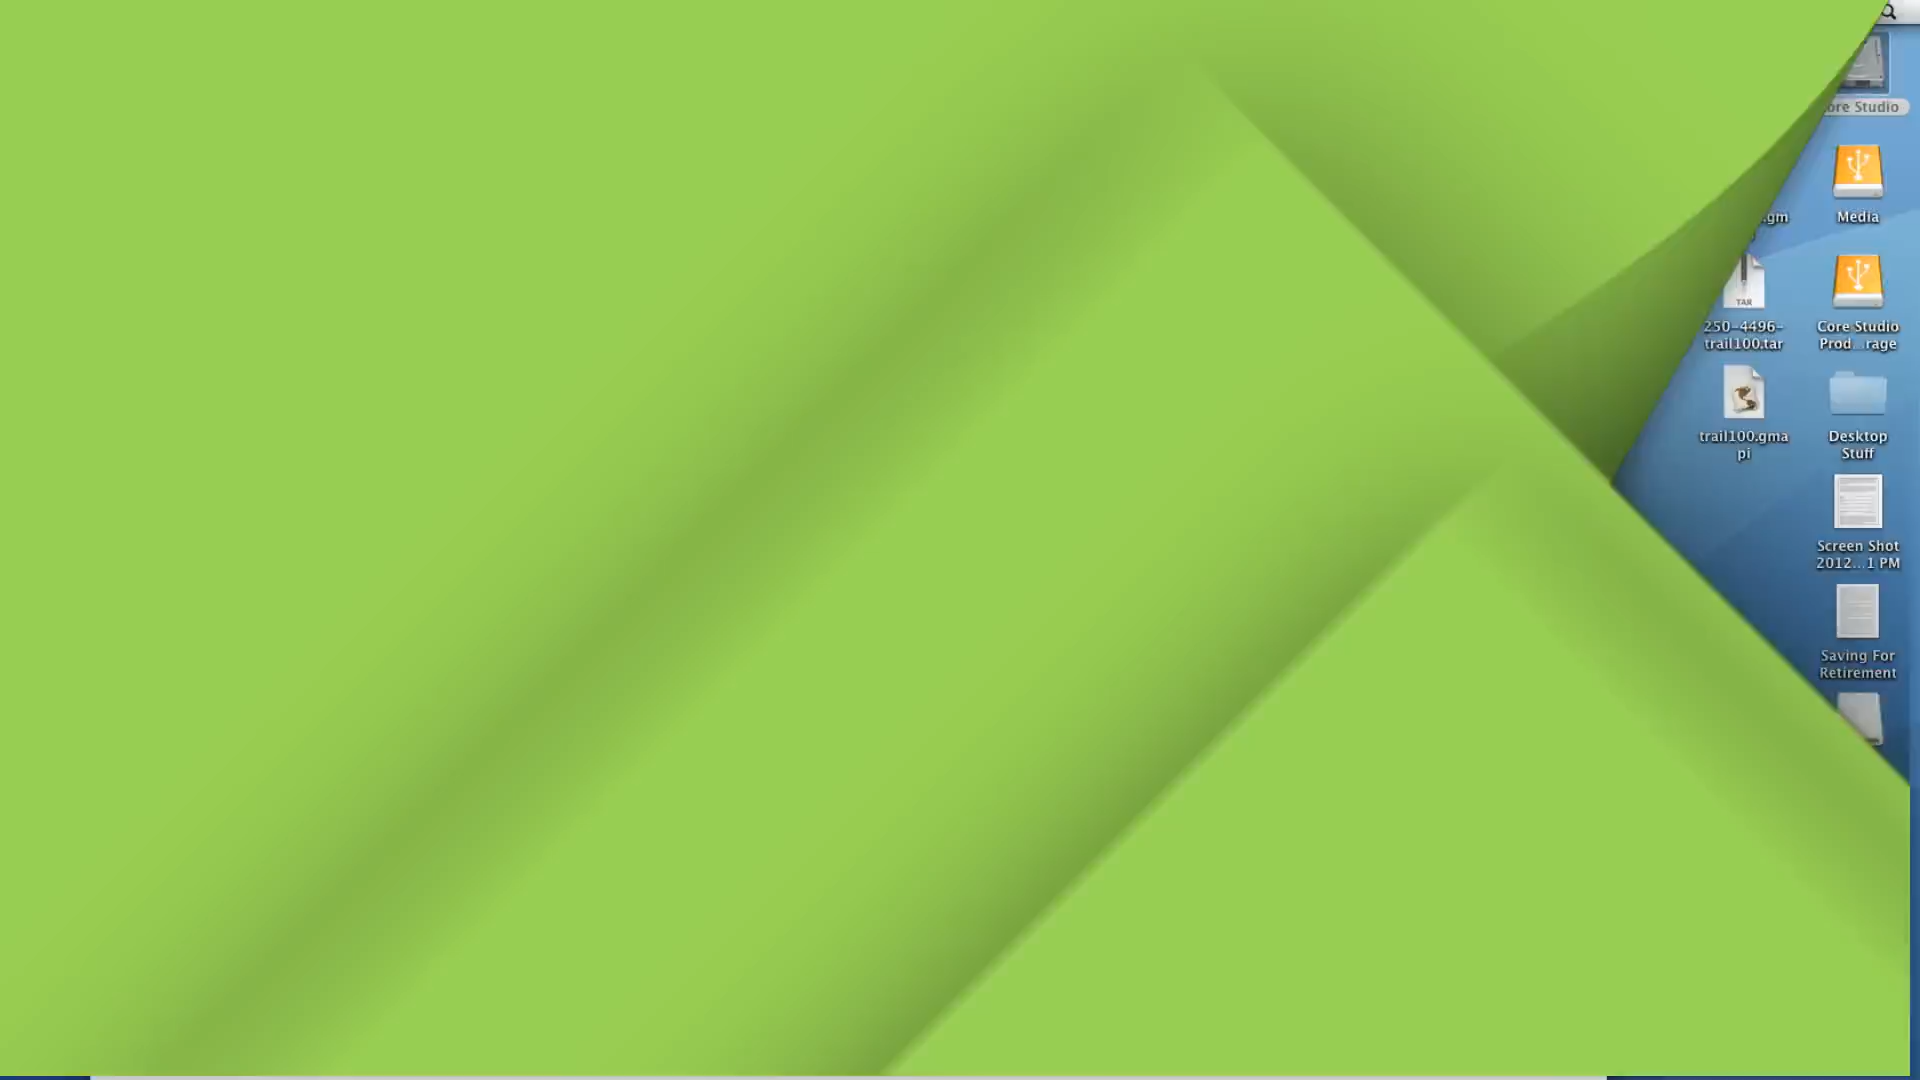 ore Studio
Media
.gm
TAR
250-4496-
trail100.tar
Core Studio
Prod...rage
trail100.gma
pi
Desktop
Stuff
Screen Shot
2012...1 PM
Saving For
Retirement